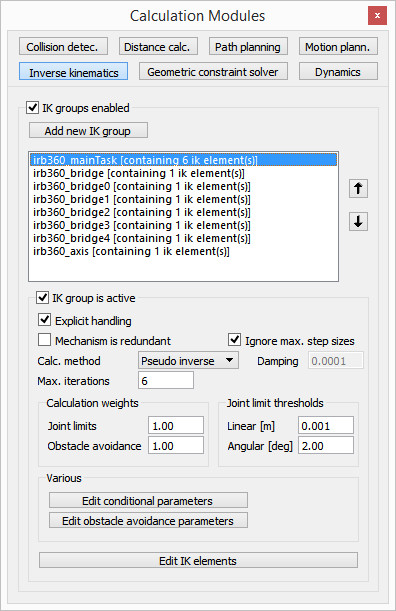 Calculation Modules
x
Collision detec. Distance calc. Path planning Motion plann.
Inverse kinematics Geometric constraint solver Dynamics
IK groups enabled
Add new IK group
irb360_mainTask [containing 6 ik element(s)]
irb360_bridge [containing 1 ik element(s)]
irb360_bridge0 [containing 1 ik element(s)]
irb360_bridge1 [containing 1 ik element(s)]
irb360_bridge2 [containing 1 ik element(s)]
irb360_bridge3 [containing 1 ik element(s)]
irb360_bridge4 [containing 1 ik element(s)]
irb360_axis [containing 1 ik element(s)]
IK group is active
Explicit handling
Mechanism is redundant Ignore max. step sizes
Calc. method Pseudo inverse Damping 0.0001
Max. iterations 6
Calculation weights Joint limit thresholds
Joint limits 1.00 Linear [m] 0.001
Obstacle avoidance 1.00 Angular [deg] 2.00
Various
Edit conditional parameters
Edit obstacle avoidance parameters
Edit IK elements